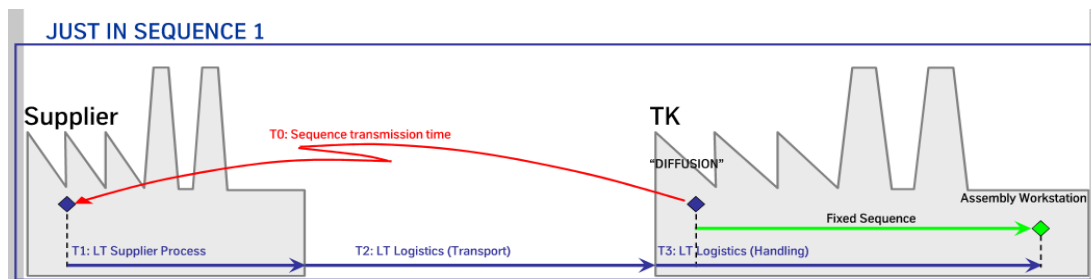 JUST IN SEQUENCE 1
Supplier
TK
T0: Sequence transmission time
"DIFFUSION"
Assembly Workstation
Fixed Sequence
T1: LT Supplier Process
T2: LT Logistics (Transport)
T3: LT Logistics (Handling)